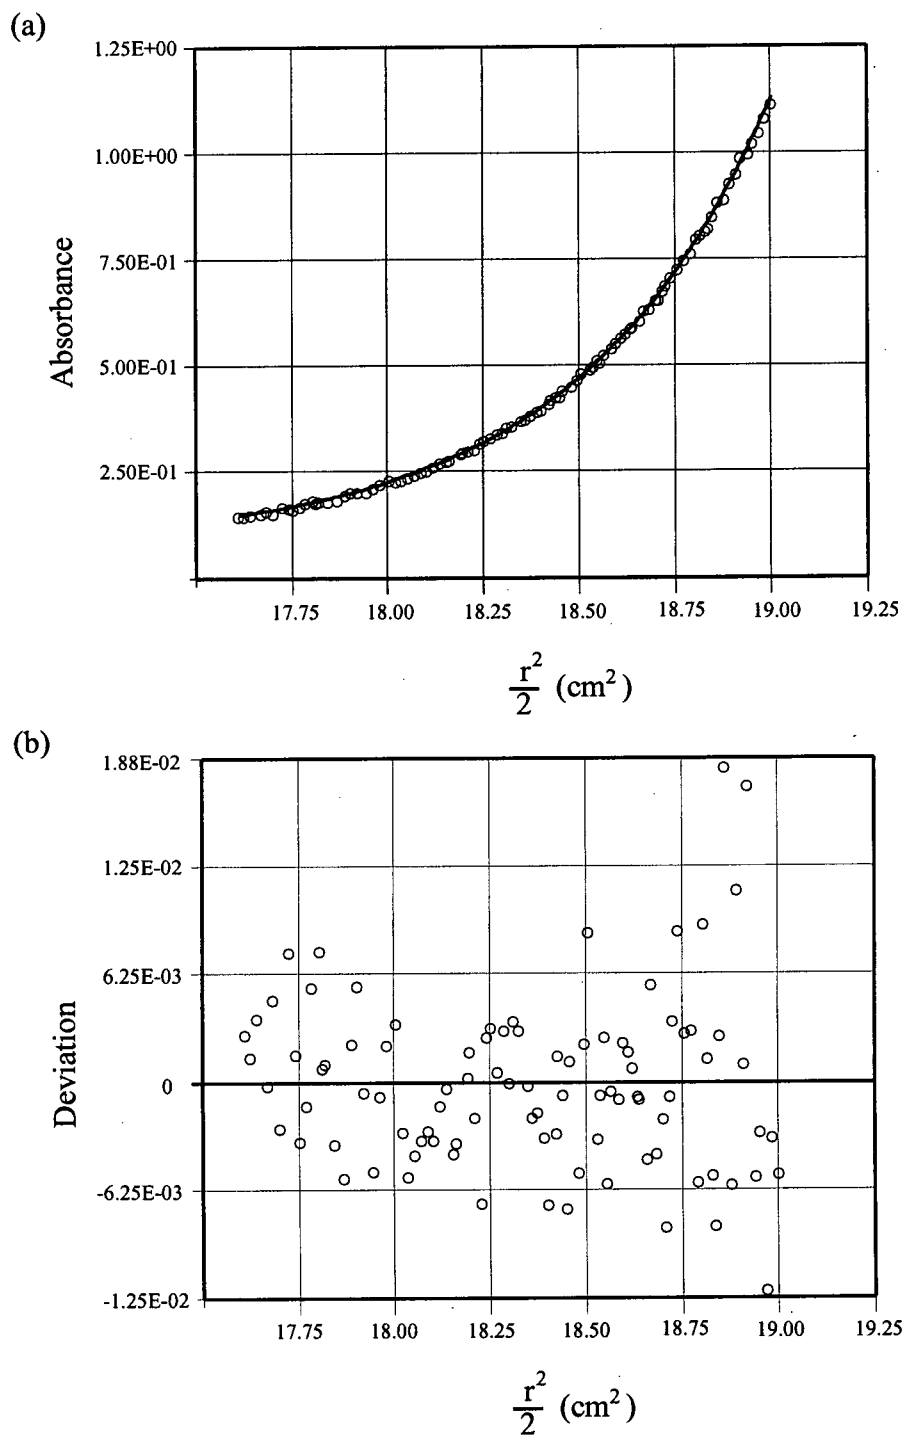 (a)
1.25E+00
1.00E+00
7.50E-01
5.00E-01
2.50E-01
Absorbance
17.75 18.00 18.25 18.50 18.75 19.00 19.25
r²/2 (cm²)
(b)
1.88E-02
1.25E-02
6.25E-03
0
-6.25E-03
-1.25E-02
Deviation
17.75 18.00 18.25 18.50 18.75 19.00 19.25
r²/2 (cm²)